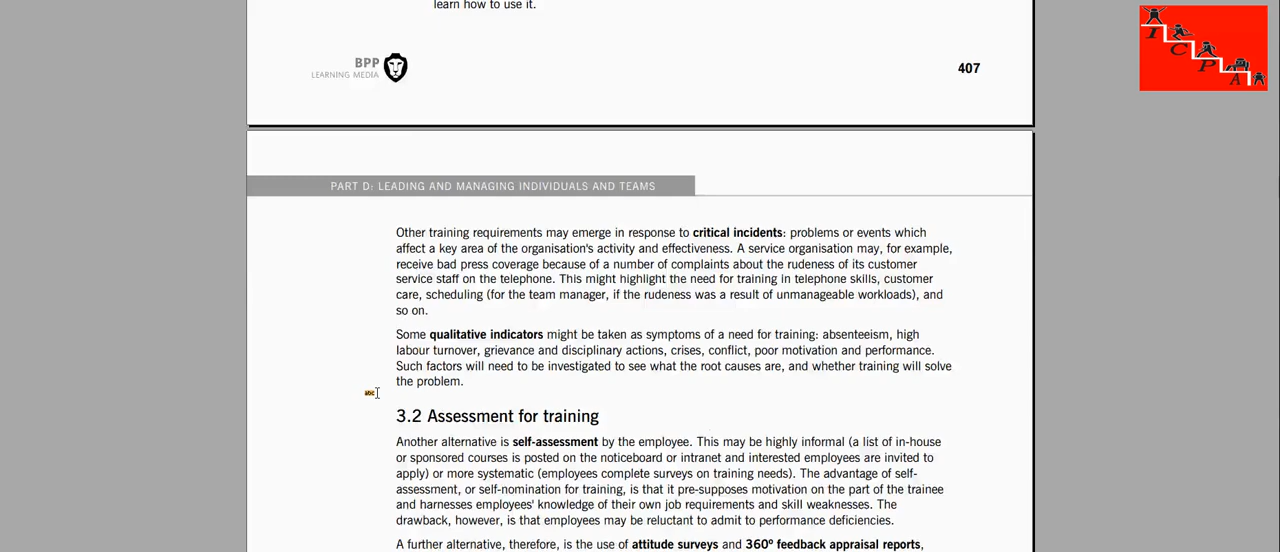 learn how to use it.
BPP
LEARNING MEDIA
407
I C P A
PART D: LEADING AND MANAGING INDIVIDUALS AND TEAMS
Other training requirements may emerge in response to critical incidents: problems or events which
affect a key area of the organisation's activity and effectiveness. A service organisation may, for example,
receive bad press coverage because of a number of complaints about the rudeness of its customer
service staff on the telephone. This might highlight the need for training in telephone skills, customer
care, scheduling (for the team manager, if the rudeness was a result of unmanageable workloads), and
so on.
Some qualitative indicators might be taken as symptoms of a need for training: absenteeism, high
labour turnover, grievance and disciplinary actions, crises, conflict, poor motivation and performance.
Such factors will need to be investigated to see what the root causes are, and whether training will solve
the problem.
abc
3.2 Assessment for training
Another alternative is self-assessment by the employee. This may be highly informal (a list of in-house
or sponsored courses is posted on the noticeboard or intranet and interested employees are invited to
apply) or more systematic (employees complete surveys on training needs). The advantage of self-
assessment, or self-nomination for training, is that it pre-supposes motivation on the part of the trainee
and harnesses employees' knowledge of their own job requirements and skill weaknesses. The
drawback, however, is that employees may be reluctant to admit to performance deficiencies.
A further alternative, therefore, is the use of attitude surveys and 360º feedback appraisal reports,